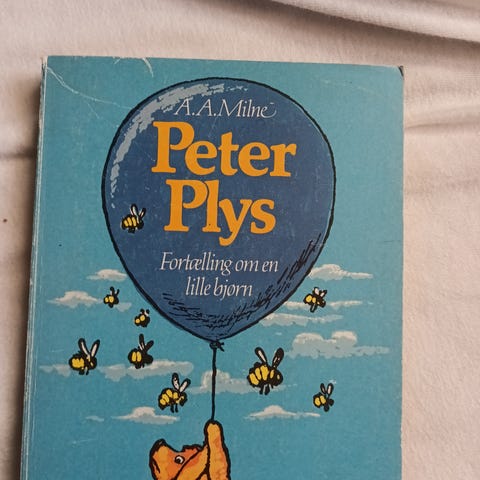 A.A.Milne
Peter
Plys
Fortælling om en
lille bjørn